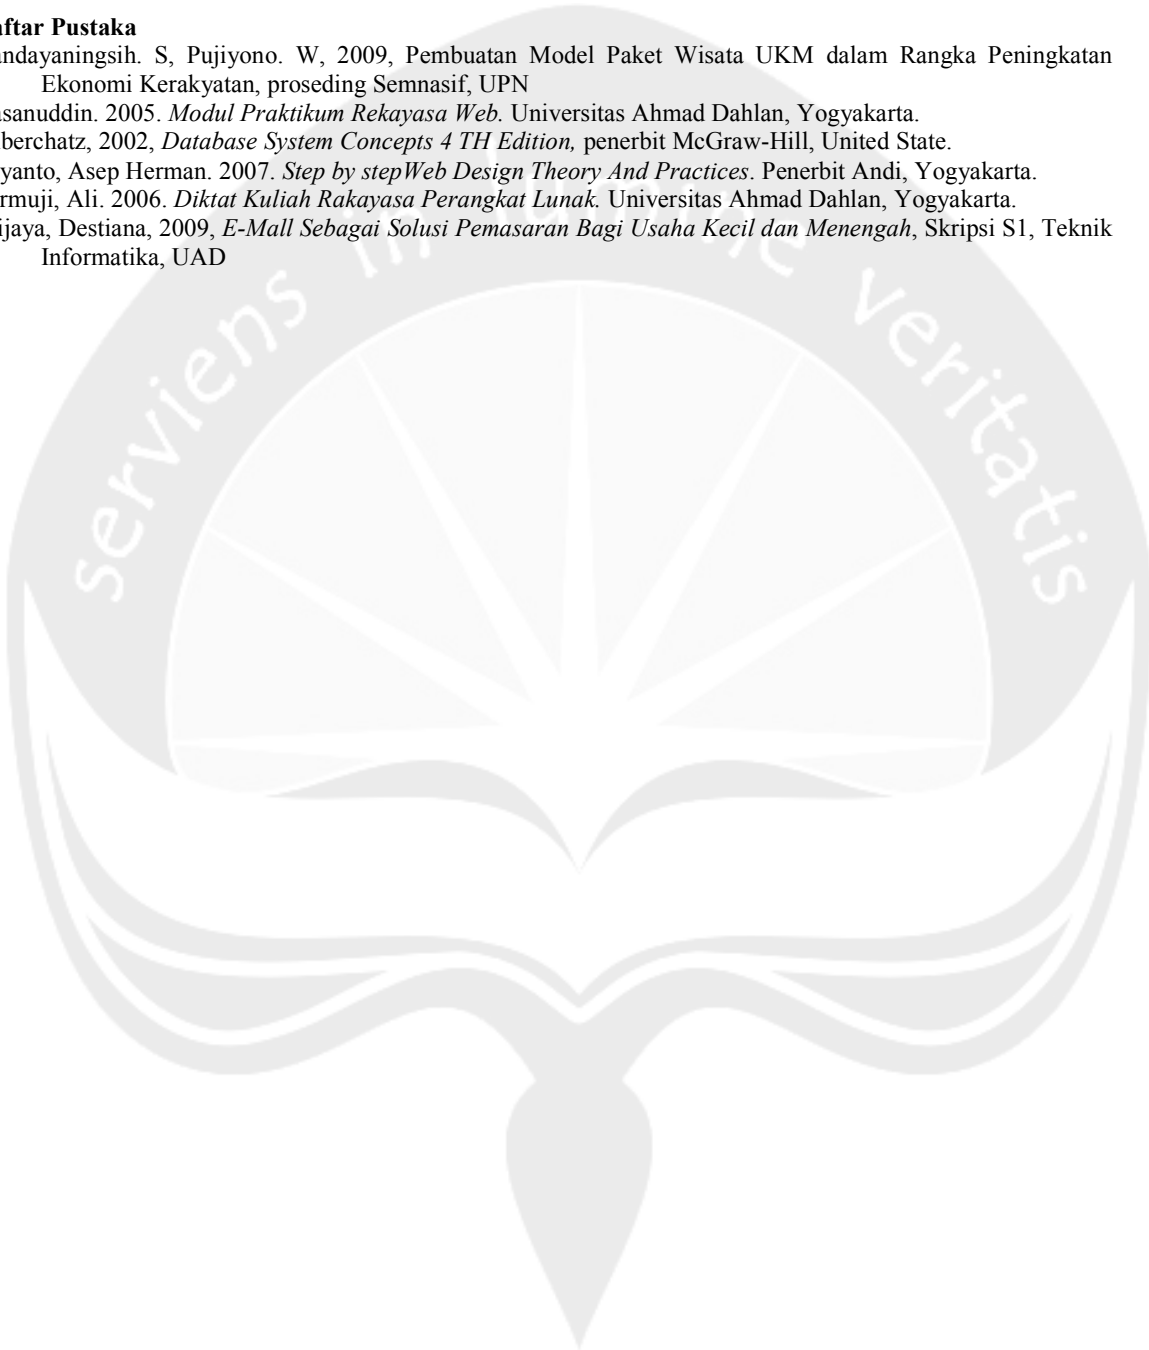 aftar Pustaka
andayaningsih. S, Pujiyono. W, 2009, Pembuatan Model Paket Wisata UKM dalam Rangka Peningkatan
Ekonomi Kerakyatan, proseding Semnasif, UPN
asanuddin. 2005. Modul Praktikum Rekayasa Web. Universitas Ahmad Dahlan, Yogyakarta.
lberchatz, 2002, Database System Concepts 4 TH Edition, penerbit McGraw-Hill, United State.
yanto, Asep Herman. 2007. Step by stepWeb Design Theory And Practices. Penerbit Andi, Yogyakarta.
rmuji, Ali. 2006. Diktat Kuliah Rakayasa Perangkat Lunak. Universitas Ahmad Dahlan, Yogyakarta.
ijaya, Destiana, 2009, E-Mall Sebagai Solusi Pemasaran Bagi Usaha Kecil dan Menengah, Skripsi S1, Teknik
Informatika, UAD
serviens in lumine veritatis